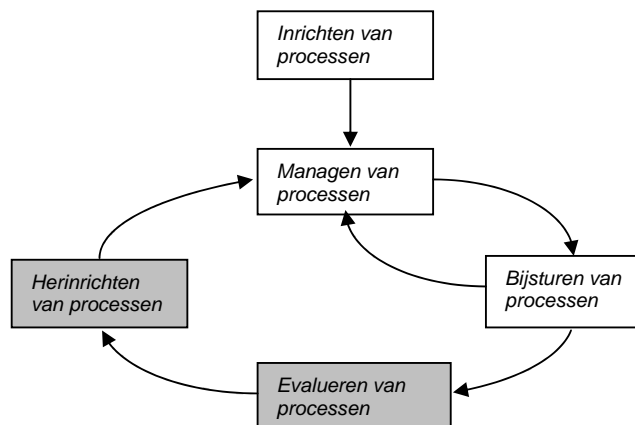 Inrichten van
processen
Managen van
processen
Herinrichten
van processen
Bijsturen van
processen
Evalueren van
processen